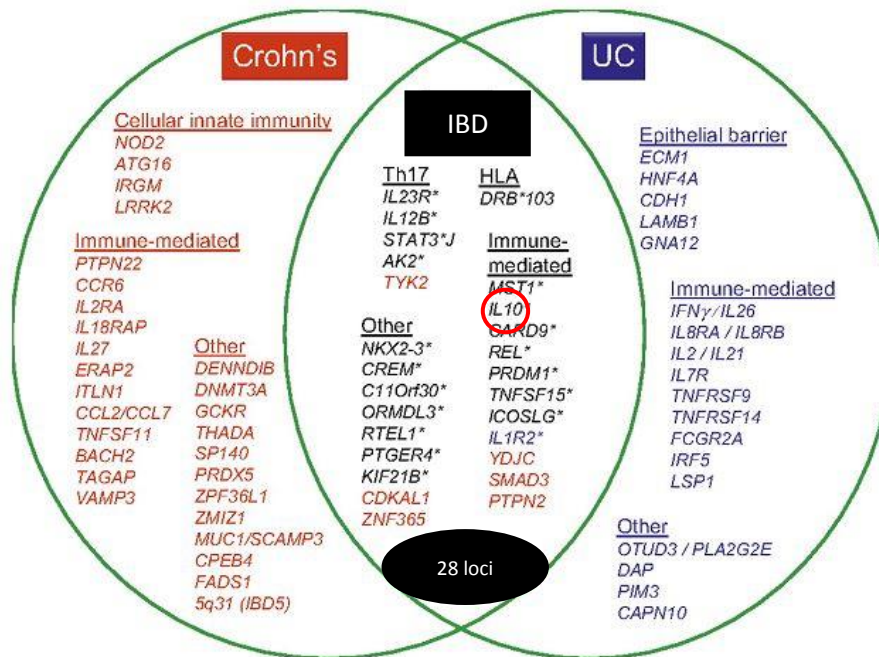 Crohn's
UC
IBD
Cellular innate immunity
NOD2
ATG16
IRGM
LRRK2
Immune-mediated
PTPN22
CCR6
IL2RA
IL18RAP
IL27
ERAP2
ITLN1
CCL2/CCL7
TNFSF11
BACH2
TAGAP
VAMP3
Other
DENNDIB
DNMT3A
GCKR
THADA
SP140
PRDX5
ZPF36L1
ZMIZ1
MUC1/SCAMP3
CPEB4
FADS1
5q31 (IBD5)
Th17
IL23R*
IL12B*
STAT3*J
AK2*
TYK2
Other
NKX2-3*
CREM*
C11Orf30*
ORMDL3*
RTEL1*
PTGER4*
KIF21B*
CDKAL1
ZNF365
HLA
DRB*103
Immune-
mediated
MST1*
IL10*
CARD9*
REL*
PRDM1*
TNFSF15*
ICOSLG*
IL1R2*
YDJC
SMAD3
PTPN2
28 loci
Epithelial barrier
ECM1
HNF4A
CDH1
LAMB1
GNA12
Immune-mediated
IFNγ/IL26
IL8RA / IL8RB
IL2 / IL21
IL7R
TNFRSF9
TNFRSF14
FCGR2A
IRF5
LSP1
Other
OTUD3 / PLA2G2E
DAP
PIM3
CAPN10